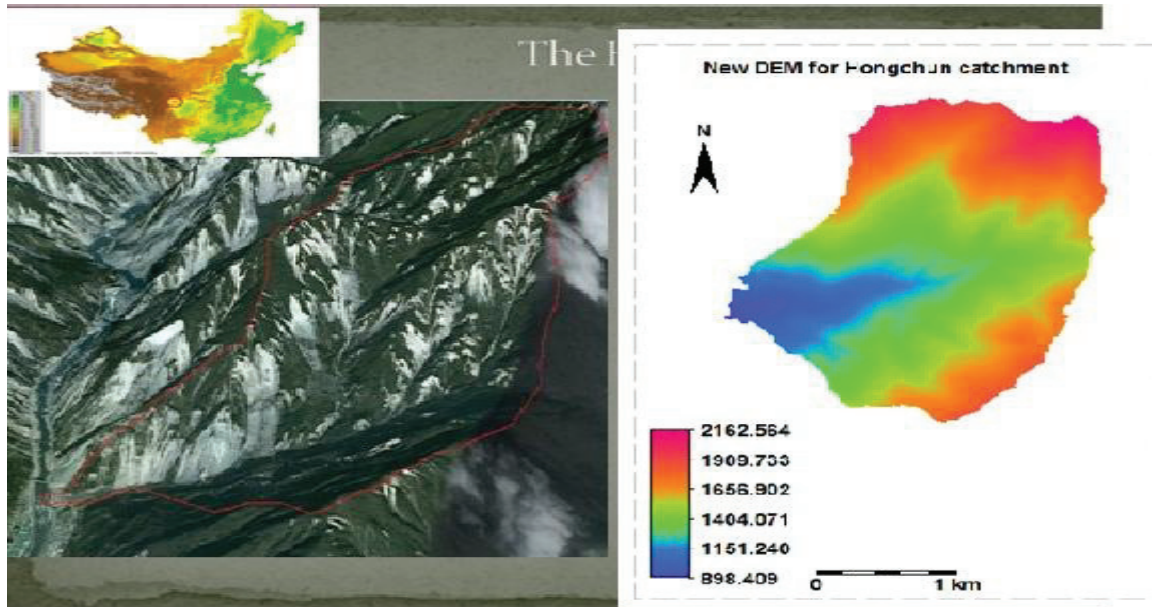 The
New DEM for Hongchun catchment
N
2162.564
1909.733
1656.902
1404.071
1151.240
898.409
0 1 km